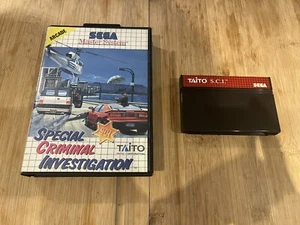 ARCADE
SEGA
Master System
SPECIAL
CRIMINAL
INVESTIGATION
TAITO
TAITO S.C.I.
SEGA